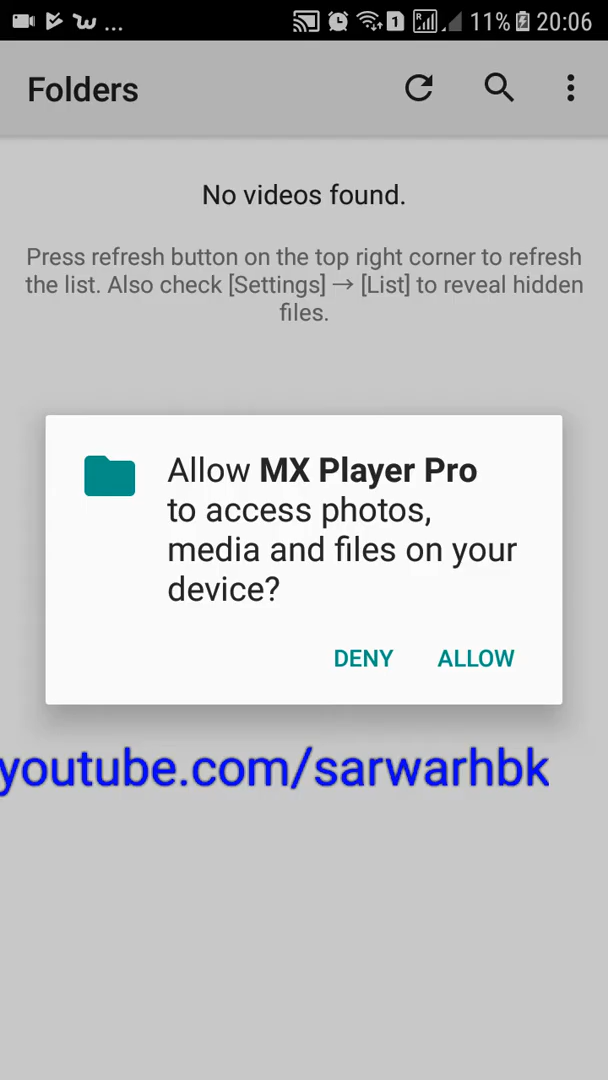 ... 1 R 11% 20:06
Folders
No videos found.
Press refresh button on the top right corner to refresh
the list. Also check [Settings] → [List] to reveal hidden
files.
Allow MX Player Pro
to access photos,
media and files on your
device?
DENY ALLOW
youtube.com/sarwarhbk